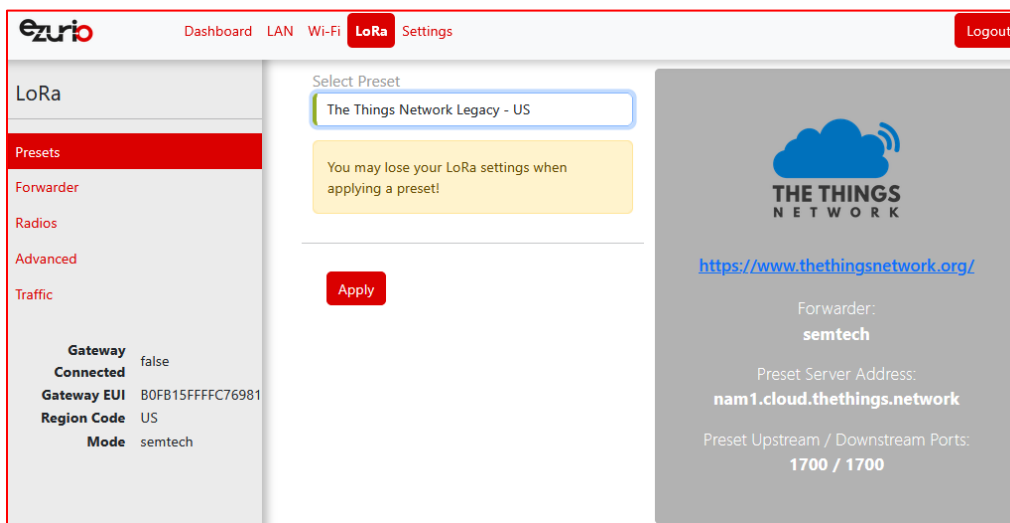 ezurio
Dashboard LAN Wi-Fi LoRa Settings
Logout
LoRa
Presets
Forwarder
Radios
Advanced
Traffic
Gateway Connected false
Gateway EUI B0FB15FFFFC76981
Region Code US
Mode semtech
Select Preset
The Things Network Legacy - US
You may lose your LoRa settings when
applying a preset!
Apply
THE THINGS
NETWORK
https://www.thethingsnetwork.org/
Forwarder:
semtech
Preset Server Address:
nam1.cloud.thethings.network
Preset Upstream / Downstream Ports:
1700 / 1700